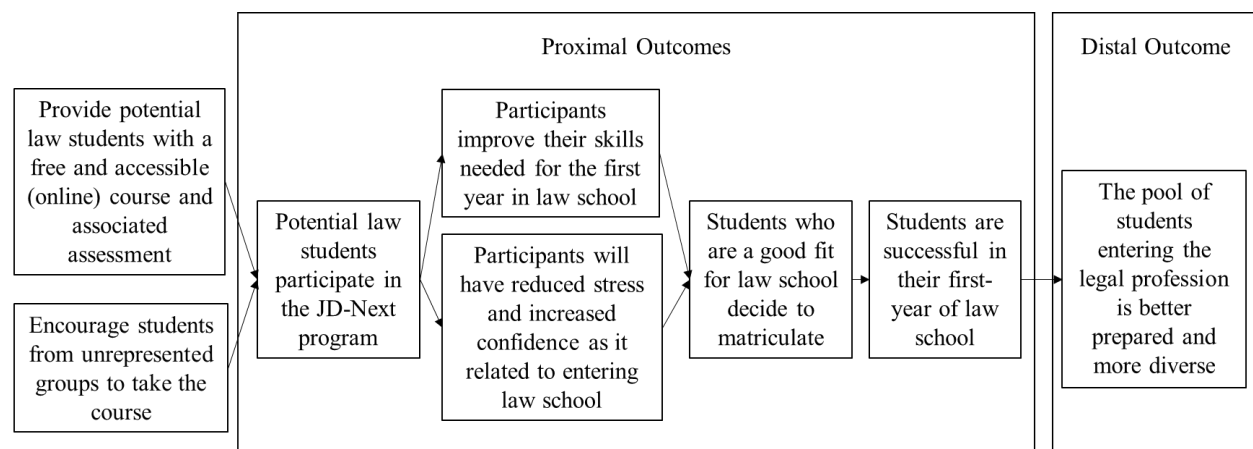 Proximal Outcomes
Distal Outcome
Provide potential
law students with a
free and accessible
(online) course and
associated
assessment
Encourage students
from unrepresented
groups to take the
course
Potential law
students
participate in
the JD-Next
program
Participants
improve their skills
needed for the first
year in law school
Participants will
have reduced stress
and increased
confidence as it
related to entering
law school
Students who
are a good fit
for law school
decide to
matriculate
Students are
successful in
their first-
year of law
school
The pool of
students
entering the
legal profession
is better
prepared and
more diverse